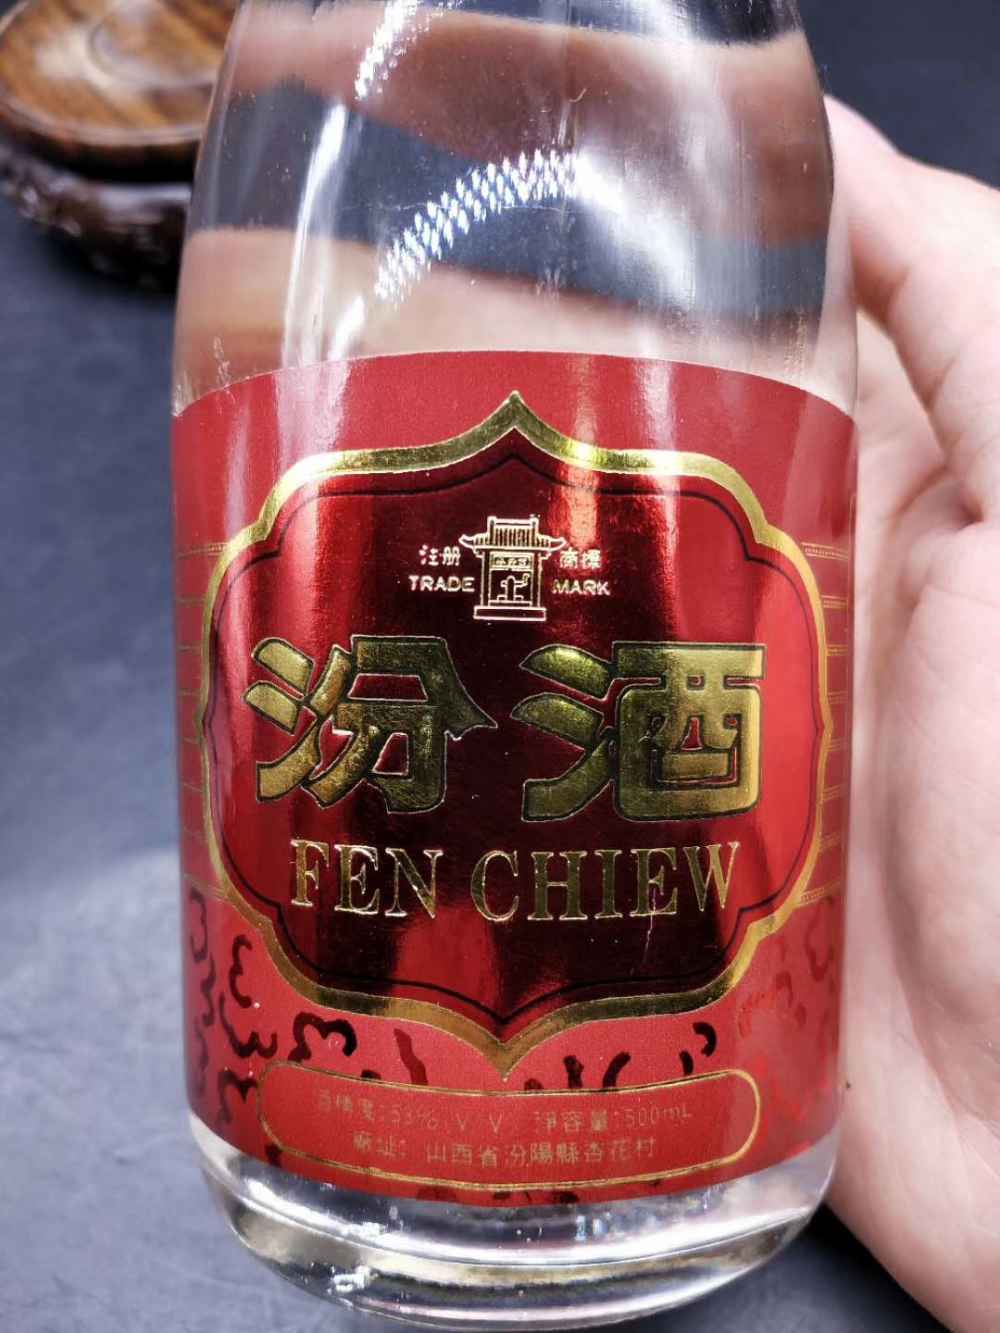 注册 商標
TRADE MARK
汾酒
FEN CHIEW
酒精度:53% V V 淨容量:500mL
廠址: 山西省汾陽縣杏花村